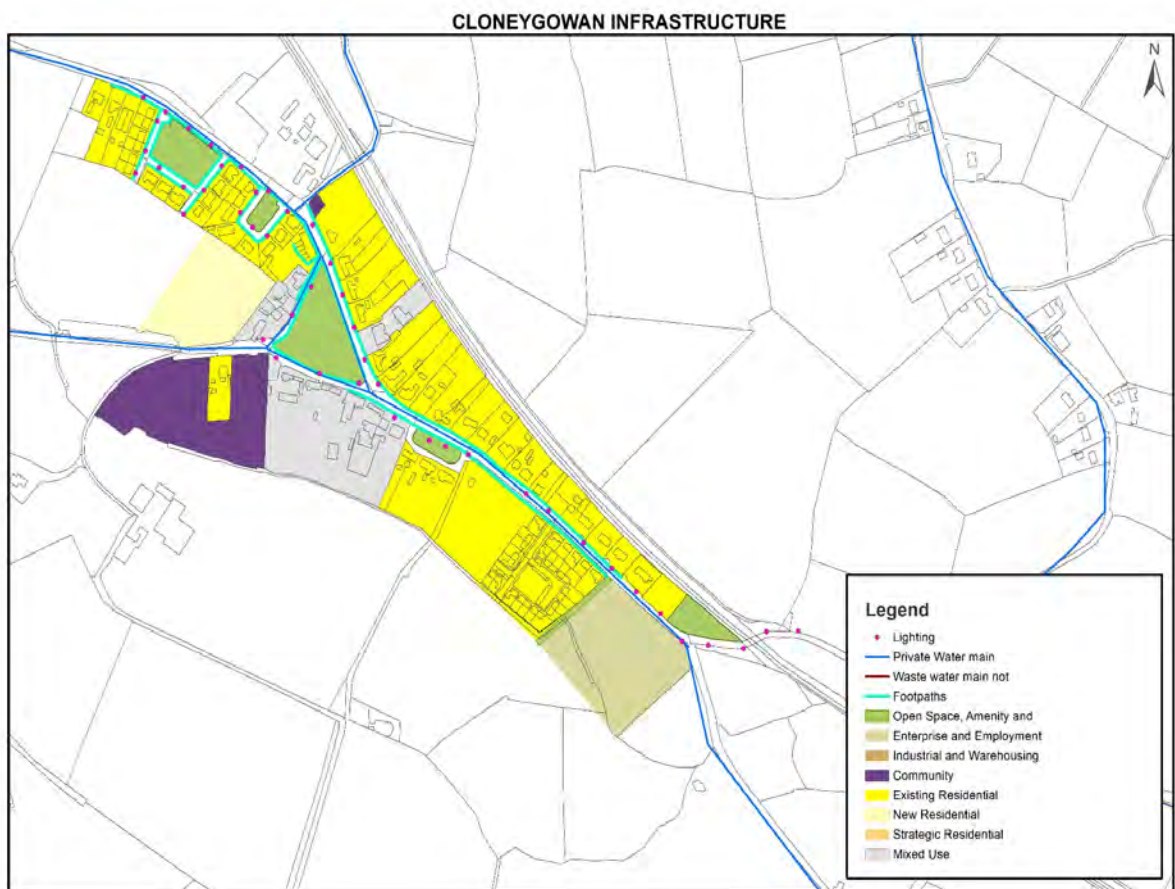 CLONEYGOWAN INFRASTRUCTURE
N
Legend
Lighting
Private Water main
Waste water main not
Footpaths
Open Space, Amenity and
Enterprise and Employment
Industrial and Warehousing
Community
Existing Residential
New Residential
Strategic Residential
Mixed Use